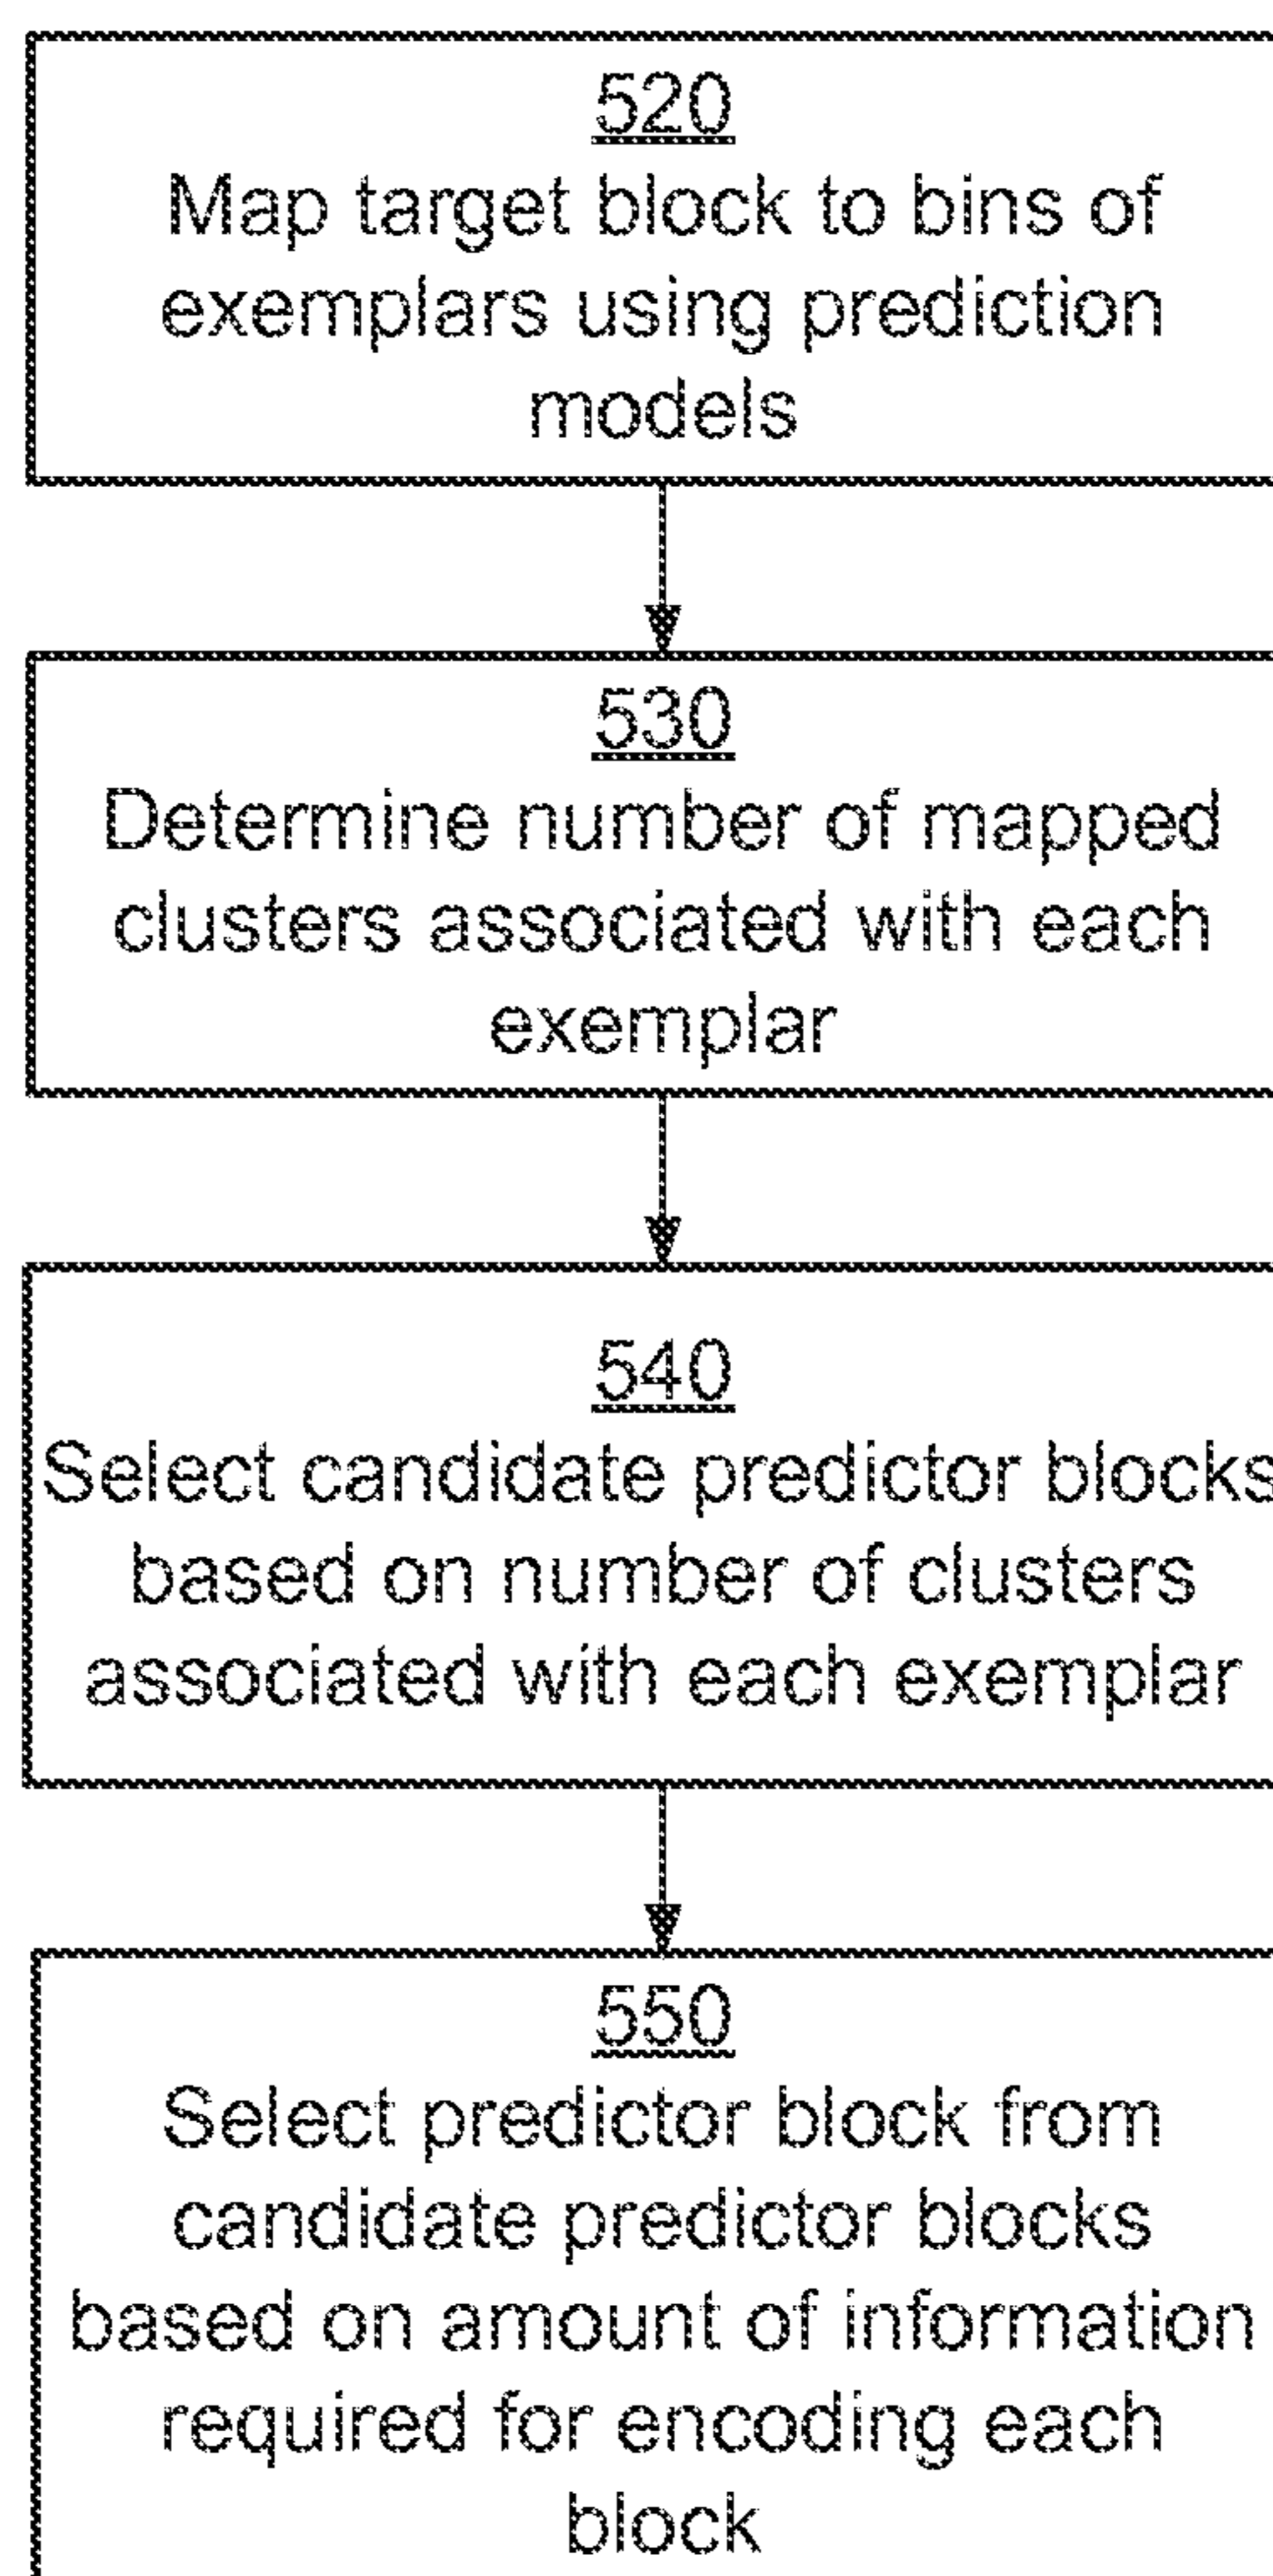 520
Map target block to bins of
exemplars using prediction
models
530
Determine number of mapped
clusters associated with each
exemplar
540
Select candidate predictor blocks
based on number of clusters
associated with each exemplar
550
Select predictor block from
candidate predictor blocks
based on amount of information
required for encoding each
block